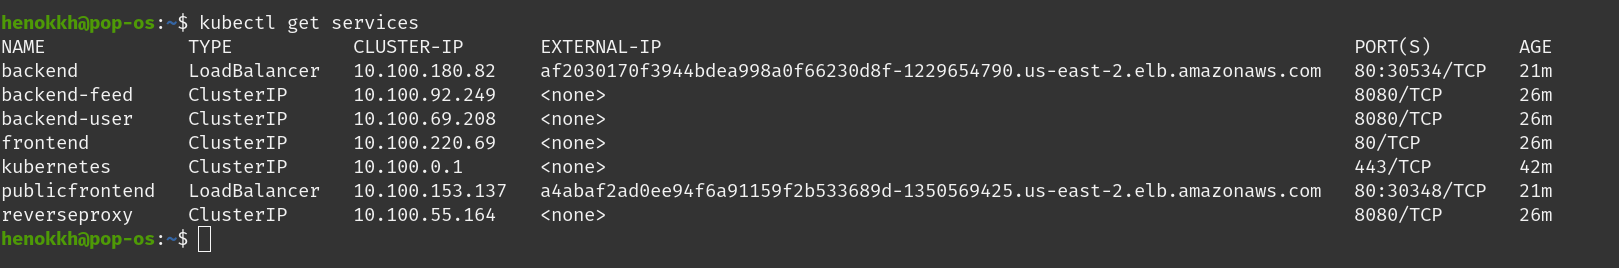 henokkh@pop-os:~$ kubectl get services
NAME             TYPE           CLUSTER-IP       EXTERNAL-IP                                                               PORT(S)        AGE
backend          LoadBalancer   10.100.180.82    af2030170f3944bdea998a0f66230d8f-1229654790.us-east-2.elb.amazonaws.com   80:30534/TCP   21m
backend-feed     ClusterIP      10.100.92.249    <none>                                                                    8080/TCP       26m
backend-user     ClusterIP      10.100.69.208    <none>                                                                    8080/TCP       26m
frontend         ClusterIP      10.100.220.69    <none>                                                                    80/TCP         26m
kubernetes       ClusterIP      10.100.0.1       <none>                                                                    443/TCP        42m
publicfrontend   LoadBalancer   10.100.153.137   a4abaf2ad0ee94f6a91159f2b533689d-1350569425.us-east-2.elb.amazonaws.com   80:30348/TCP   21m
reverseproxy     ClusterIP      10.100.55.164    <none>                                                                    8080/TCP       26m
henokkh@pop-os:~$